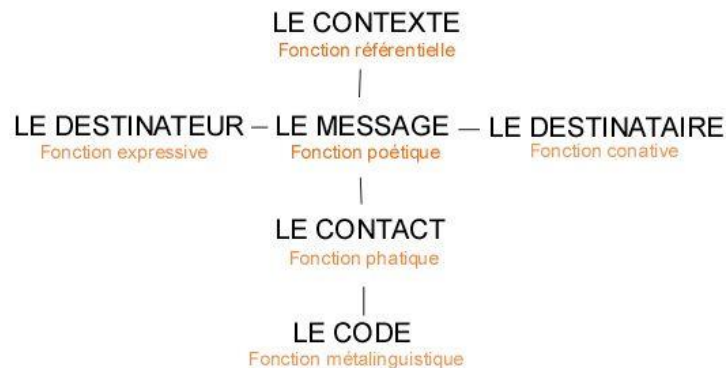 LE CONTEXTE
Fonction référentielle
LE DESTINATEUR – LE MESSAGE – LE DESTINATAIRE
Fonction expressive Fonction poétique Fonction conative
LE CONTACT
Fonction phatique
LE CODE
Fonction métalinguistique